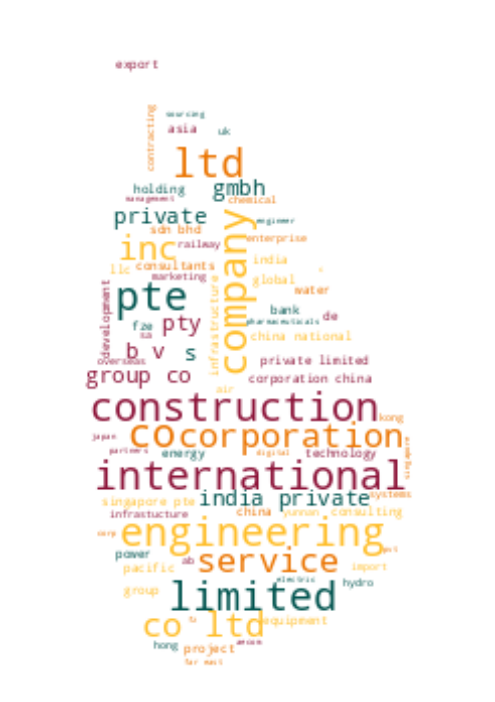 export
sourcing
contracting
asia
uk
ltd
holding
gmbh
management
chemical
private
engineer
sdn bhd
enterprise
inc
railway
company
india
llc
consultants
marketing
global
development
infrastructure
water
pte
bank
fze
pty
pharmaceuticals
de
sa
china national
b v
s
overseas
private limited
group co
corporation china
air
construction
kong
co
corporation
japan
partners
energy
digital
technology
international
systems
singapore pte
india private
infrastucture
china
yunnan
consulting
corp
engineering
power
ab
service
pacific
import
electric
hydro
group
limited
co ltd
equipment
hong
project
aecom
far east